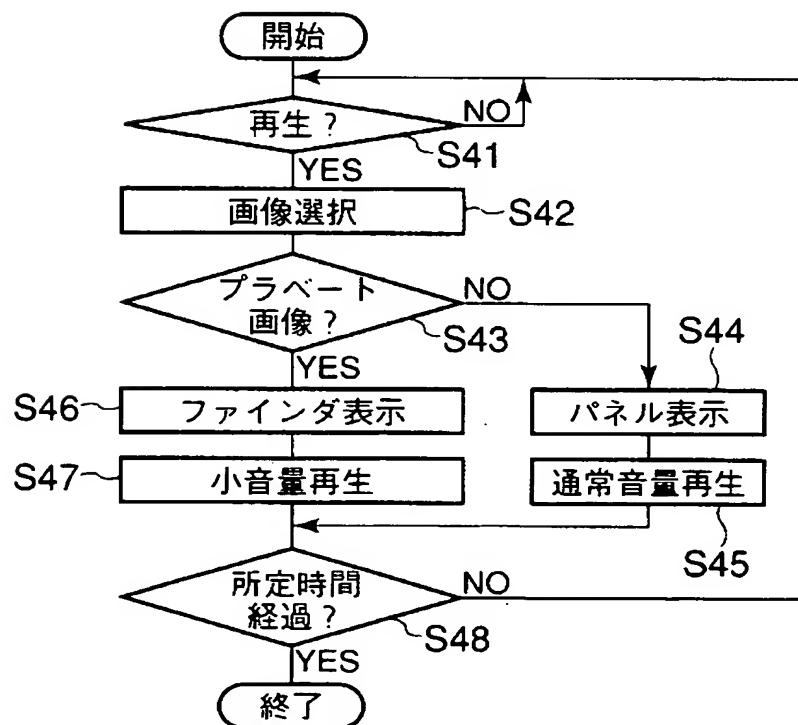 開始
再生？
NO
S41
YES
画像選択
S42
プラベート
画像？
NO
S43
YES
S44
S46
ファインダ表示
パネル表示
S47
小音量再生
通常音量再生
S45
所定時間
経過？
NO
S48
YES
終了